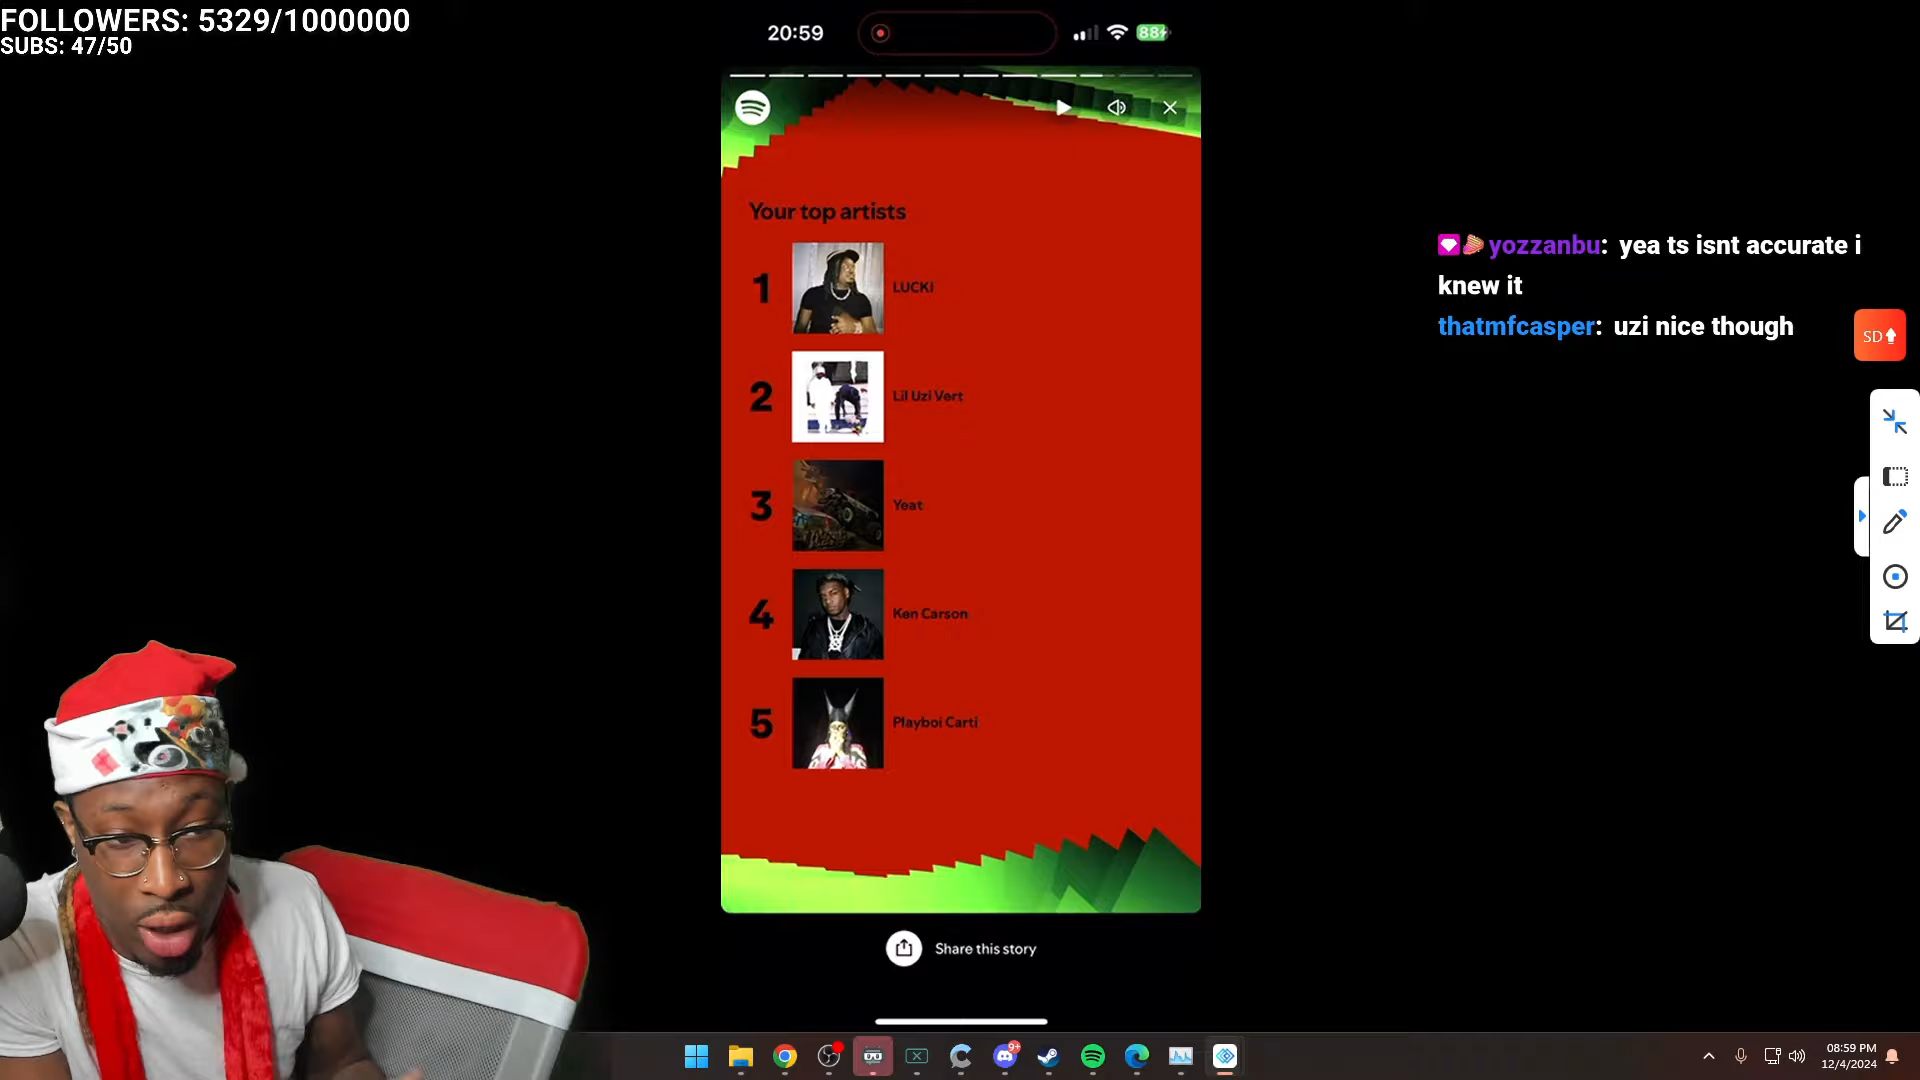 FOLLOWERS: 5329/1000000
SUBS: 47/50
20:59
88
Your top artists
1
LUCKI
2
Lil Uzi Vert
3
Yeat
4
Ken Carson
5
Playboi Carti
Share this story
yozzanbu: yea ts isnt accurate i
knew it
thatmfcasper: uzi nice though
SD
9+
08:59 PM
12/4/2024